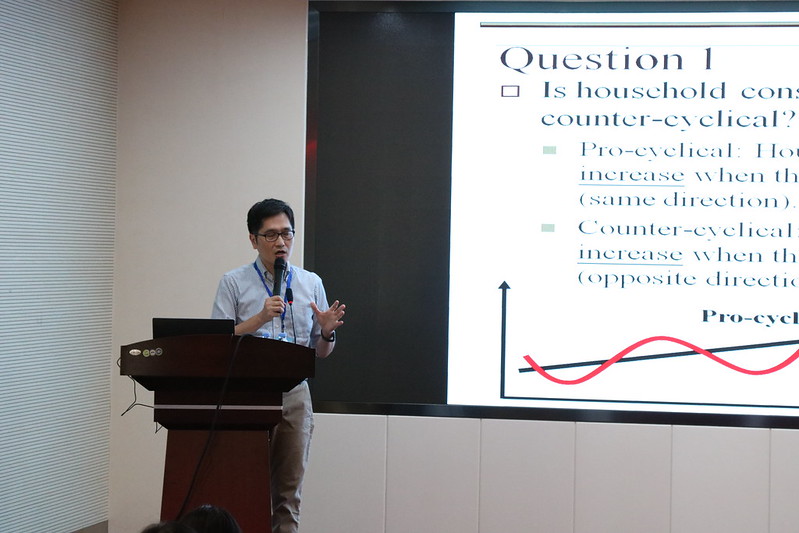 Question 1
Is household cons
counter-cyclical?
Pro-cyclical: Hou
increase when th
(same direction).
Counter-cyclical:
increase when th
(opposite directio
Pro-cycl